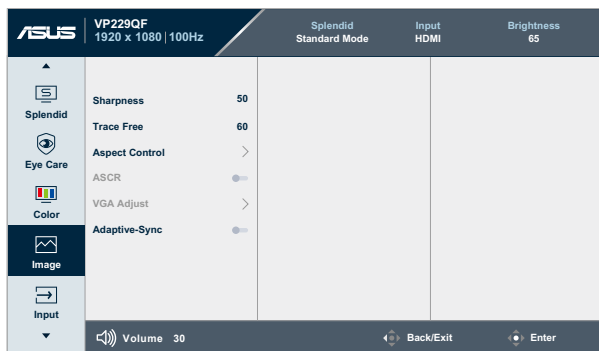 ASUS
VP229QF
1920 x 1080 | 100Hz
Splendid
Standard Mode
Input
HDMI
Brightness
65
Splendid
Eye Care
Color
Image
Input
Sharpness 50
Trace Free 60
Aspect Control
ASCR
VGA Adjust
Adaptive-Sync
Volume 30
Back/Exit
Enter